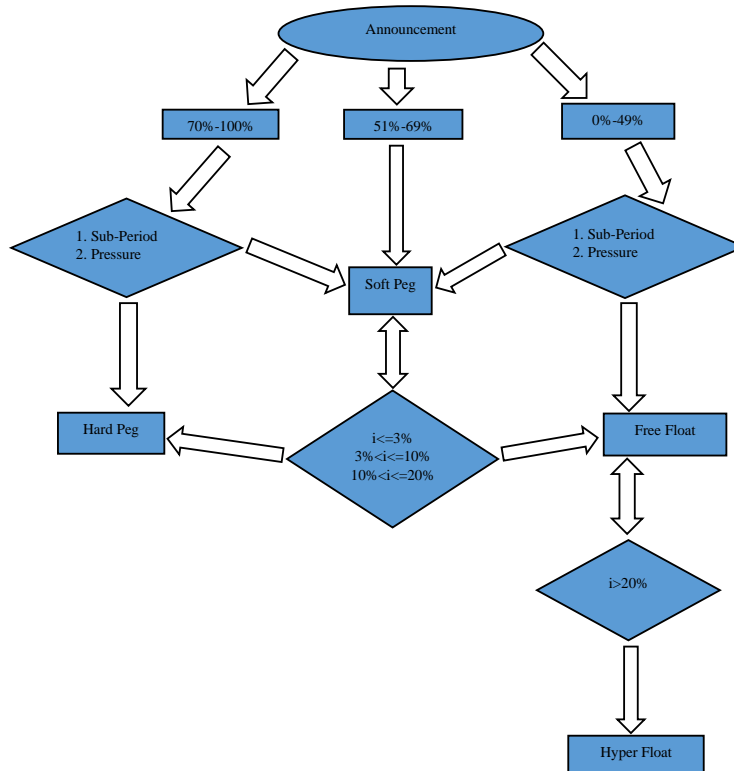 Announcement
70%-100%
51%-69%
0%-49%
1. Sub-Period
2. Pressure
1. Sub-Period
2. Pressure
Soft Peg
Hard Peg
i<=3%
3%<i<=10%
10%<i<=20%
Free Float
i>20%
Hyper Float